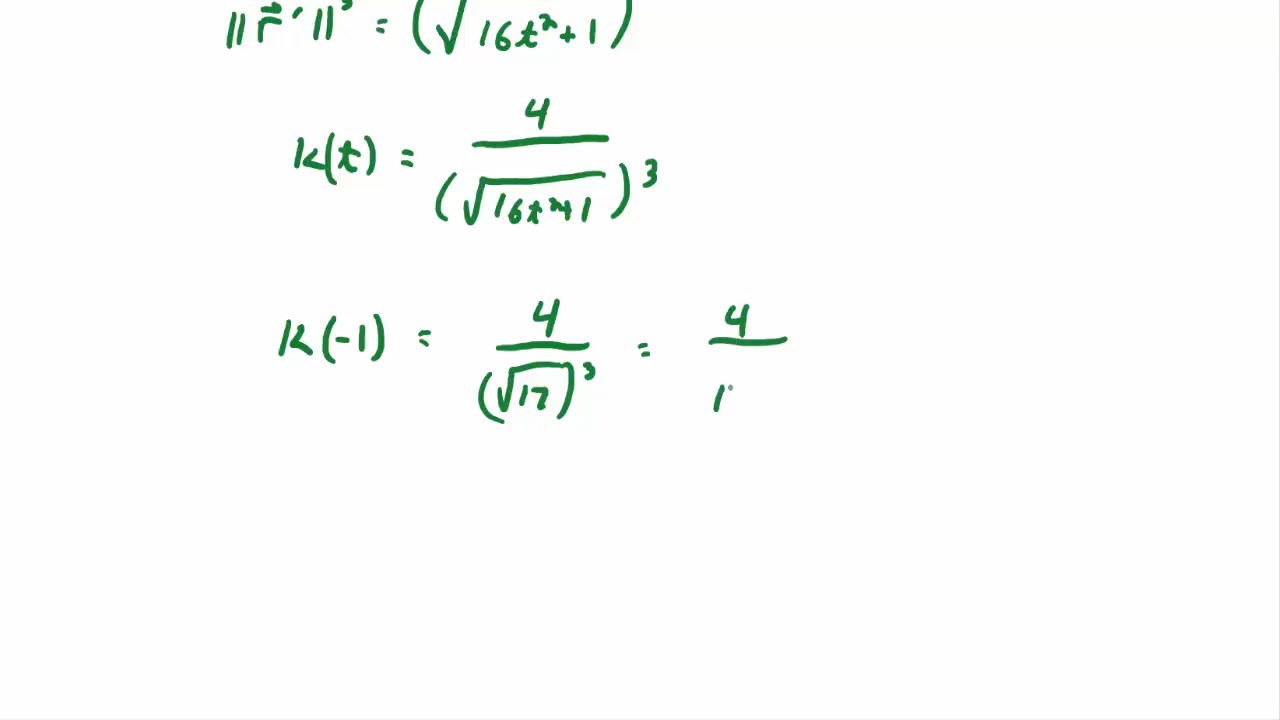 ‖r⃗'‖³ = (√16t²+1)
K(t) = 4/(√16t²+1)³
K(-1) = 4/(√17)³ = 4/1